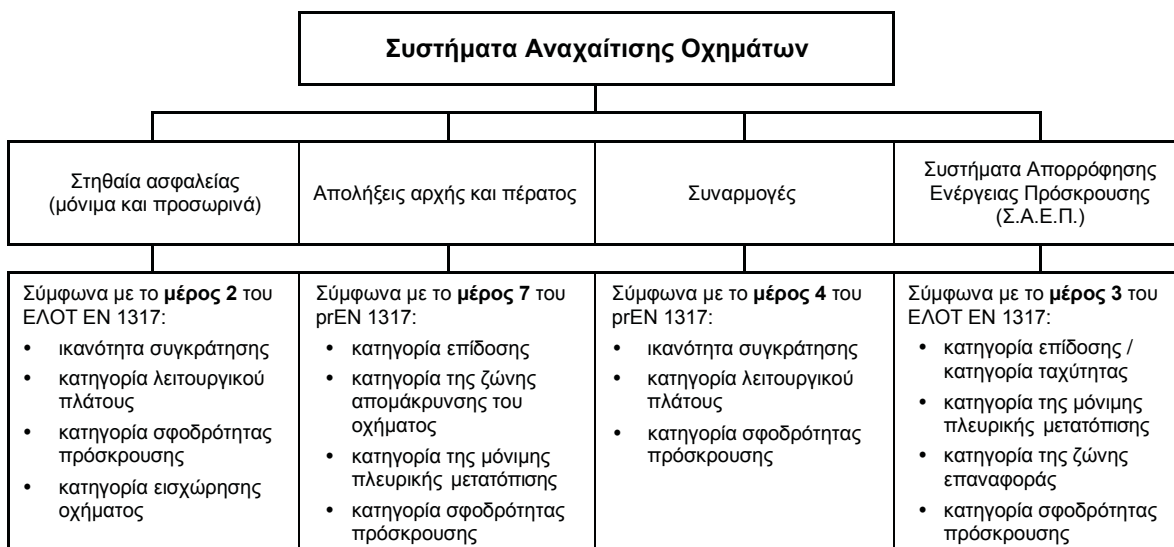 Συστήματα Αναχαίτισης Οχημάτων
Στηθαία ασφαλείας
(μόνιμα και προσωρινά)
Απολήξεις αρχής και πέρατος
Συναρμογές
Συστήματα Απορρόφησης
Ενέργειας Πρόσκρουσης
(Σ.Α.Ε.Π.)
Σύμφωνα με το μέρος 2 του
ΕΛΟΤ ΕΝ 1317:
• ικανότητα συγκράτησης
• κατηγορία λειτουργικού
πλάτους
• κατηγορία σφοδρότητας
πρόσκρουσης
• κατηγορία εισχώρησης
οχήματος
Σύμφωνα με το μέρος 7 του
prEN 1317:
• κατηγορία επίδοσης
• κατηγορία της ζώνης
απομάκρυνσης του
οχήματος
• κατηγορία της μόνιμης
πλευρικής μετατόπισης
• κατηγορία σφοδρότητας
πρόσκρουσης
Σύμφωνα με το μέρος 4 του
prEN 1317:
• ικανότητα συγκράτησης
• κατηγορία λειτουργικού
πλάτους
• κατηγορία σφοδρότητας
πρόσκρουσης
Σύμφωνα με το μέρος 3 του
ΕΛΟΤ ΕΝ 1317:
• κατηγορία επίδοσης /
κατηγορία ταχύτητας
• κατηγορία της μόνιμης
πλευρικής μετατόπισης
• κατηγορία της ζώνης
επαναφοράς
• κατηγορία σφοδρότητας
πρόσκρουσης